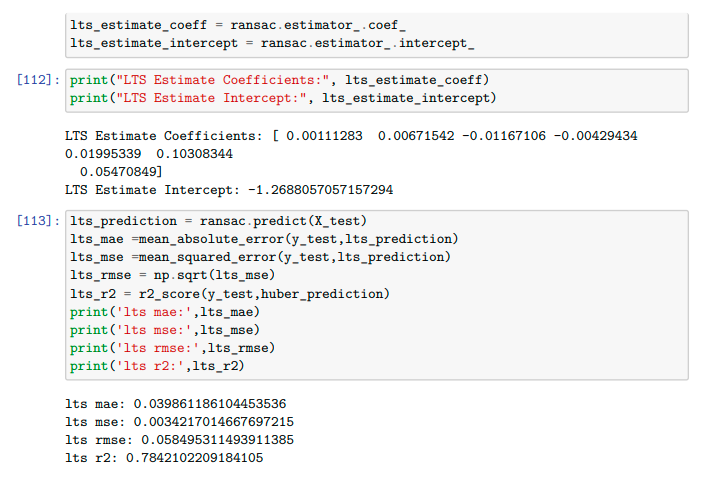 lts_estimate_coeff = ransac.estimator_.coef_
lts_estimate_intercept = ransac.estimator_.intercept_
[112]: print("LTS Estimate Coefficients:", lts_estimate_coeff)
print("LTS Estimate Intercept:", lts_estimate_intercept)
LTS Estimate Coefficients: [ 0.00111283  0.00671542 -0.01167106 -0.00429434
0.01995339  0.10308344
  0.05470849]
LTS Estimate Intercept: -1.2688057057157294
[113]: lts_prediction = ransac.predict(X_test)
lts_mae =mean_absolute_error(y_test,lts_prediction)
lts_mse =mean_squared_error(y_test,lts_prediction)
lts_rmse = np.sqrt(lts_mse)
lts_r2 = r2_score(y_test,huber_prediction)
print('lts mae:',lts_mae)
print('lts mse:',lts_mse)
print('lts rmse:',lts_rmse)
print('lts r2:',lts_r2)
lts mae: 0.039861186104453536
lts mse: 0.0034217014667697215
lts rmse: 0.058495311493911385
lts r2: 0.7842102209184105